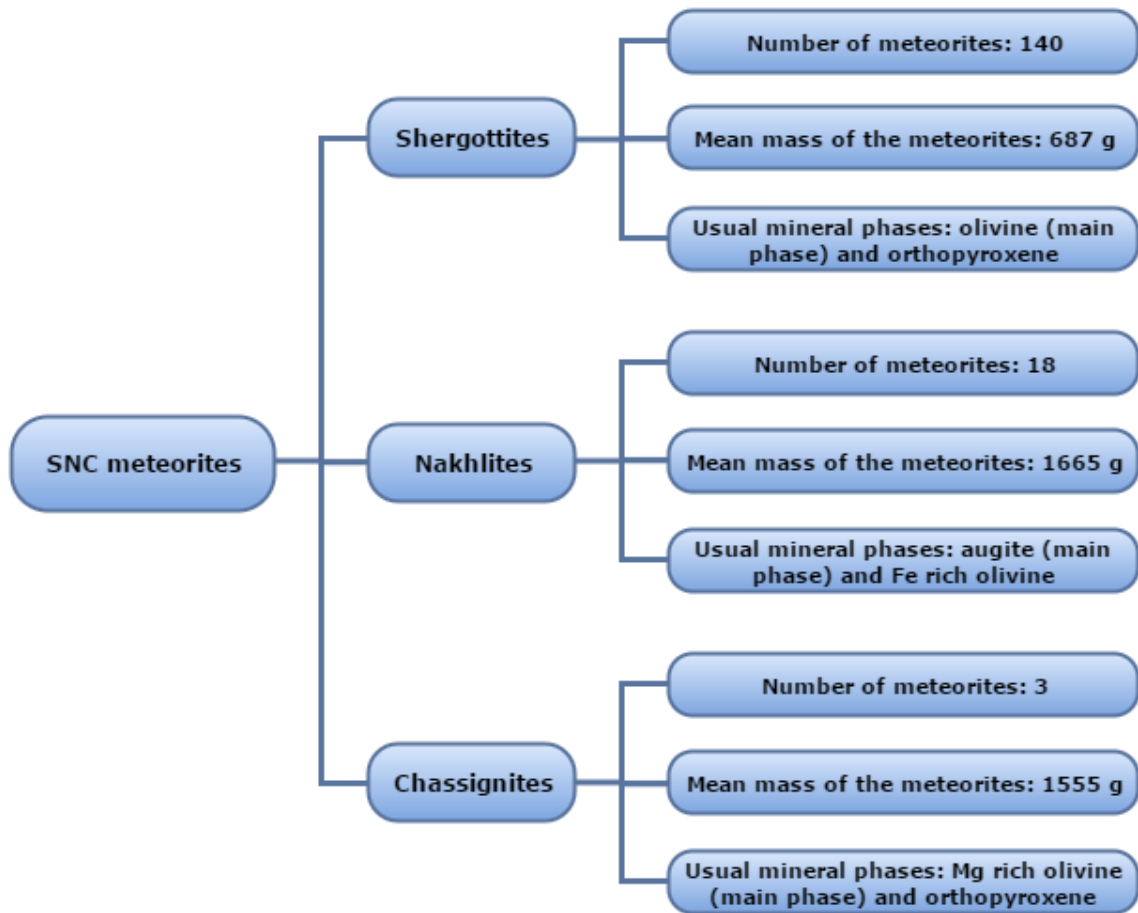 SNC meteorites
Shergottites
Number of meteorites: 140
Mean mass of the meteorites: 687 g
Usual mineral phases: olivine (main
phase) and orthopyroxene
Nakhlites
Number of meteorites: 18
Mean mass of the meteorites: 1665 g
Usual mineral phases: augite (main
phase) and Fe rich olivine
Chassignites
Number of meteorites: 3
Mean mass of the meteorites: 1555 g
Usual mineral phases: Mg rich olivine
(main phase) and orthopyroxene